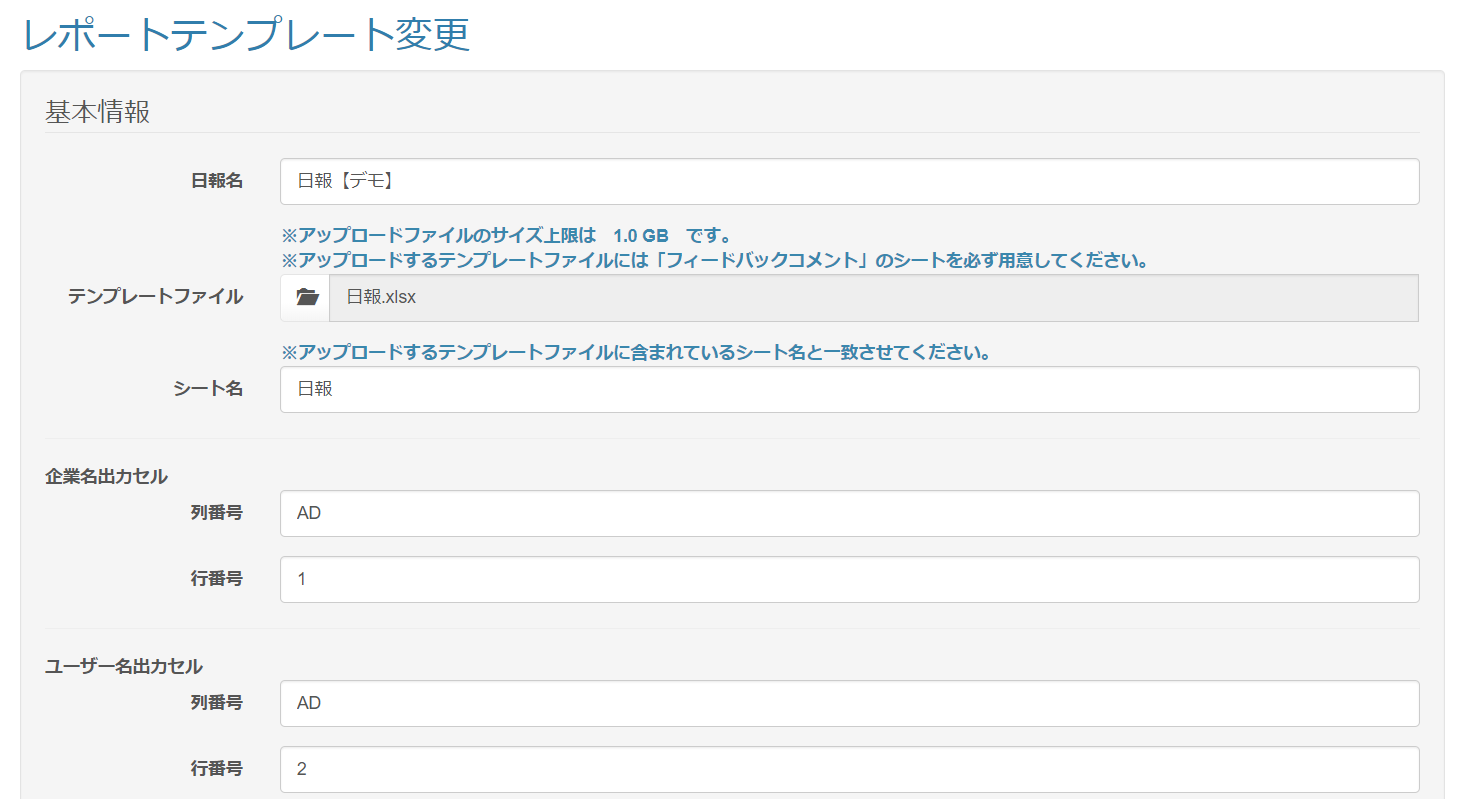 レポートテンプレート変更
基本情報
日報名
日報【デモ】
※アップロードファイルのサイズ上限は　1.0 GB　です。
※アップロードするテンプレートファイルには「フィードバックコメント」のシートを必ず用意してください。
テンプレートファイル
日報.xlsx
※アップロードするテンプレートファイルに含まれているシート名と一致させてください。
シート名
日報
企業名出力セル
列番号
AD
行番号
1
ユーザー名出力セル
列番号
AD
行番号
2